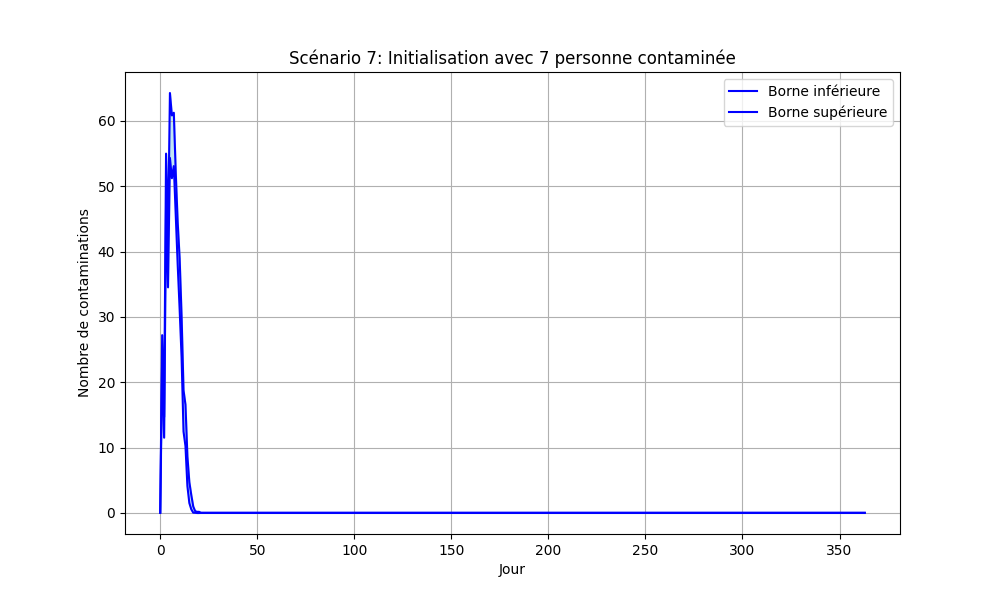 Scénario 7: Initialisation avec 7 personne contaminée
Borne inférieure
Borne supérieure
Nombre de contaminations
60
50
40
30
20
10
0
0 50 100 150 200 250 300 350
Jour